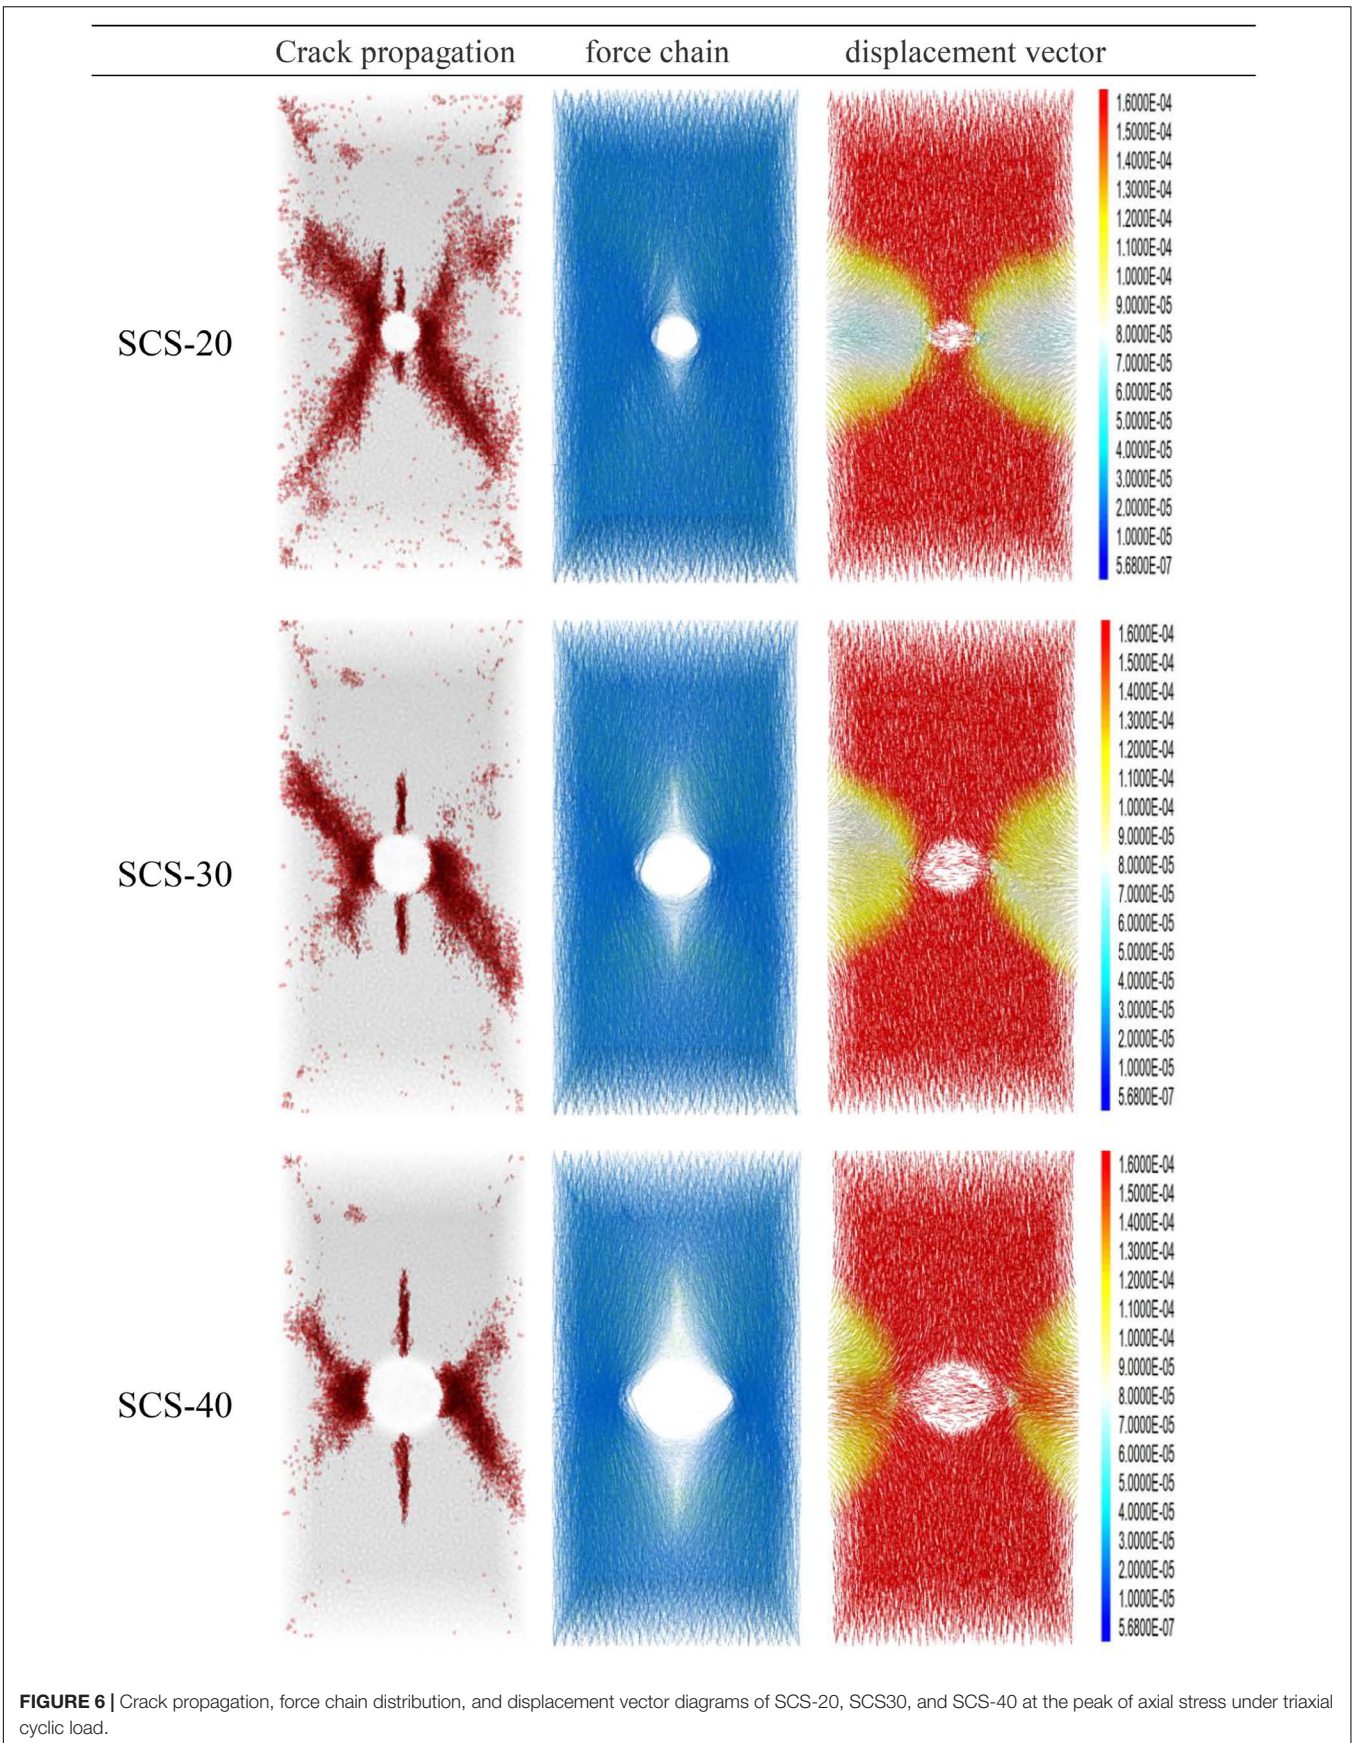 Crack propagation force chain displacement vector
SCS-20
1.6000E-04
1.5000E-04
1.4000E-04
1.3000E-04
1.2000E-04
1.1000E-04
1.0000E-04
9.0000E-05
8.0000E-05
7.0000E-05
6.0000E-05
5.0000E-05
4.0000E-05
3.0000E-05
2.0000E-05
1.0000E-05
5.6800E-07
SCS-30
1.6000E-04
1.5000E-04
1.4000E-04
1.3000E-04
1.2000E-04
1.1000E-04
1.0000E-04
9.0000E-05
8.0000E-05
7.0000E-05
6.0000E-05
5.0000E-05
4.0000E-05
3.0000E-05
2.0000E-05
1.0000E-05
5.6800E-07
SCS-40
1.6000E-04
1.5000E-04
1.4000E-04
1.3000E-04
1.2000E-04
1.1000E-04
1.0000E-04
9.0000E-05
8.0000E-05
7.0000E-05
6.0000E-05
5.0000E-05
4.0000E-05
3.0000E-05
2.0000E-05
1.0000E-05
5.6800E-07
FIGURE 6 | Crack propagation, force chain distribution, and displacement vector diagrams of SCS-20, SCS30, and SCS-40 at the peak of axial stress under triaxial
cyclic load.